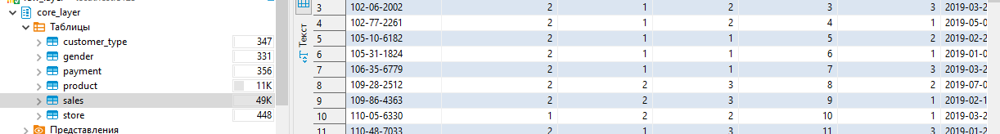 core_layer
Таблицы
customer_type 347
gender 331
payment 356
product 11K
sales 49K
store 448
Представления
Текст
3 102-06-2002 2 1 2 3 3 2019-03-2
4 102-77-2261 2 1 2 4 1 2019-05-0
5 105-10-6182 2 1 1 5 2 2019-02-2
6 105-31-1824 2 1 1 6 1 2019-01-0
7 106-35-6779 2 1 1 7 3 2019-03-2
8 109-28-2512 2 2 3 8 2 2019-07-0
9 109-86-4363 2 2 3 9 1 2019-02-1
10 110-05-6330 1 2 2 10 1 2019-03-2
11 110-48-7033 2 1 3 11 3 2019-03-2